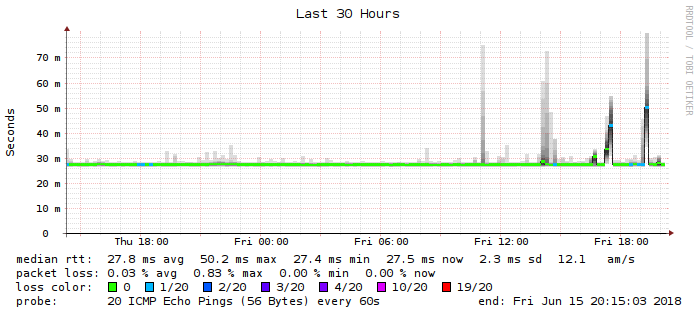 Last 30 Hours
RRDTOOL / TOBI OETIKER
Seconds
70 m
60 m
50 m
40 m
30 m
20 m
10 m
0
Thu 18:00 Fri 00:00 Fri 06:00 Fri 12:00 Fri 18:00
median rtt: 27.8 ms avg 50.2 ms max 27.4 ms min 27.5 ms now 2.3 ms sd 12.1 am/s
packet loss: 0.03 % avg 0.83 % max 0.00 % min 0.00 % now
loss color: 0 1/20 2/20 3/20 4/20 10/20 19/20
probe: 20 ICMP Echo Pings (56 Bytes) every 60s end: Fri Jun 15 20:15:03 2018